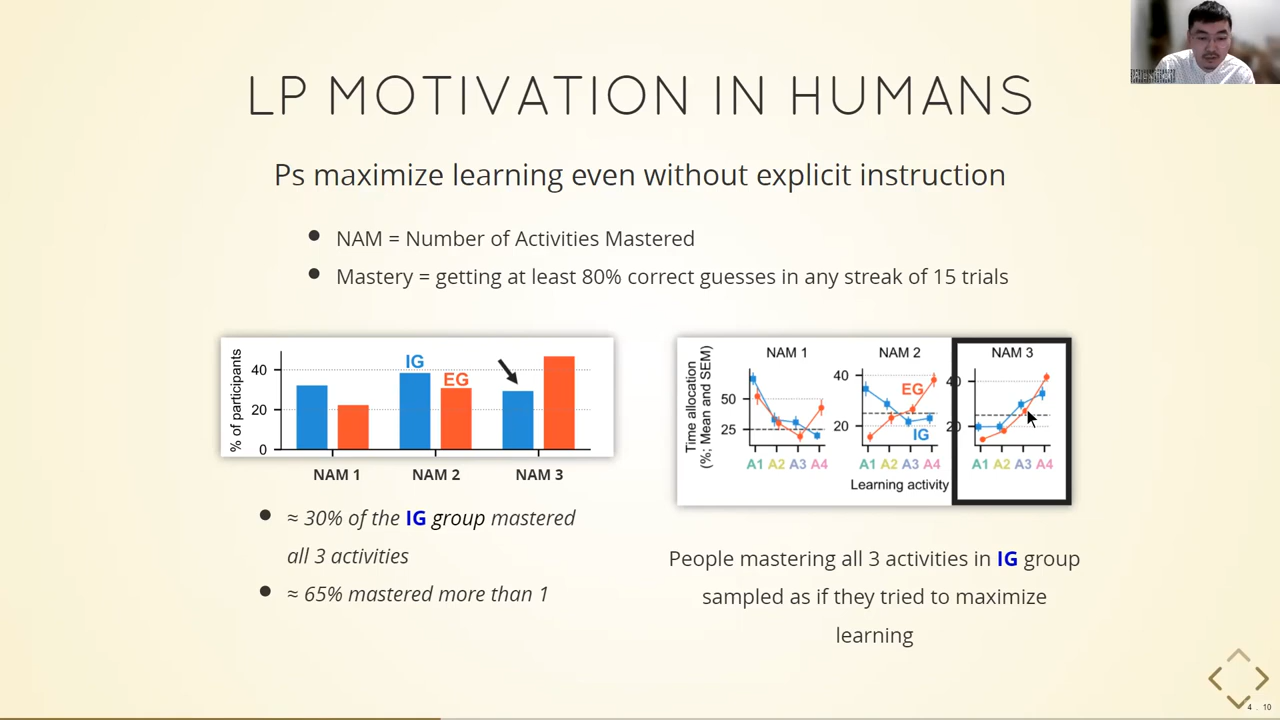 LP MOTIVATION IN HUMANS
Ps maximize learning even without explicit instruction
NAM = Number of Activities Mastered
Mastery = getting at least 80% correct guesses in any streak of 15 trials
% of participants
40
20
0
IG
EG
NAM 1
NAM 2
NAM 3
≈ 30% of the IG group mastered
all 3 activities
≈ 65% mastered more than 1
Time allocation
(%; Mean and SEM)
NAM 1
50
25
A1 A2 A3 A4
NAM 2
40
20
EG
IG
A1 A2 A3 A4
NAM 3
40
20
A1 A2 A3 A4
Learning activity
People mastering all 3 activities in IG group
sampled as if they tried to maximize
learning
4 . 10